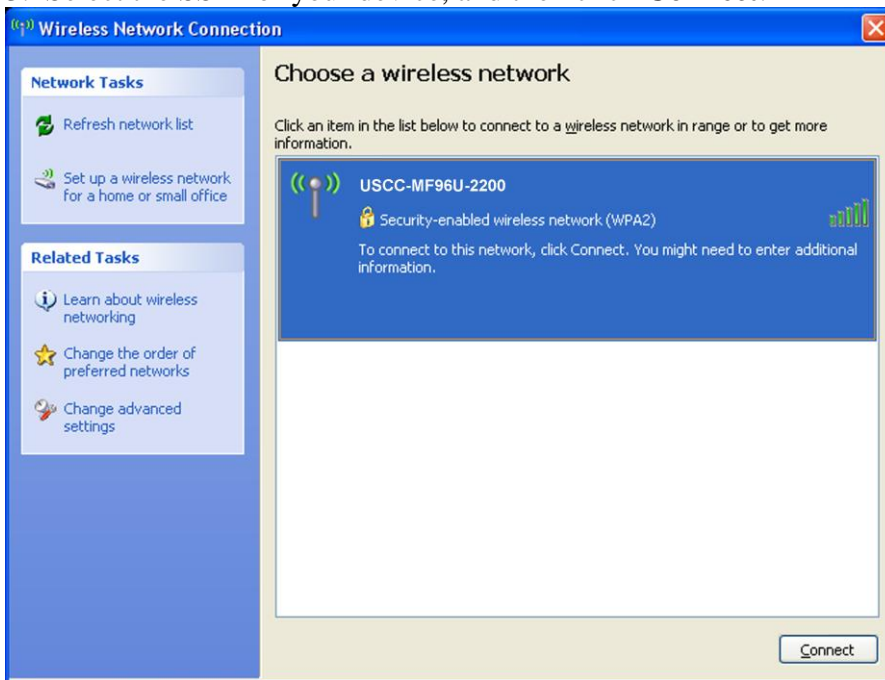 Wireless Network Connection
Network Tasks
Refresh network list
Set up a wireless network
for a home or small office
Related Tasks
Learn about wireless
networking
Change the order of
preferred networks
Change advanced
settings
Choose a wireless network
Click an item in the list below to connect to a wireless network in range or to get more
information.
USCC-MF96U-2200
Security-enabled wireless network (WPA2)
To connect to this network, click Connect. You might need to enter additional
information.
Connect